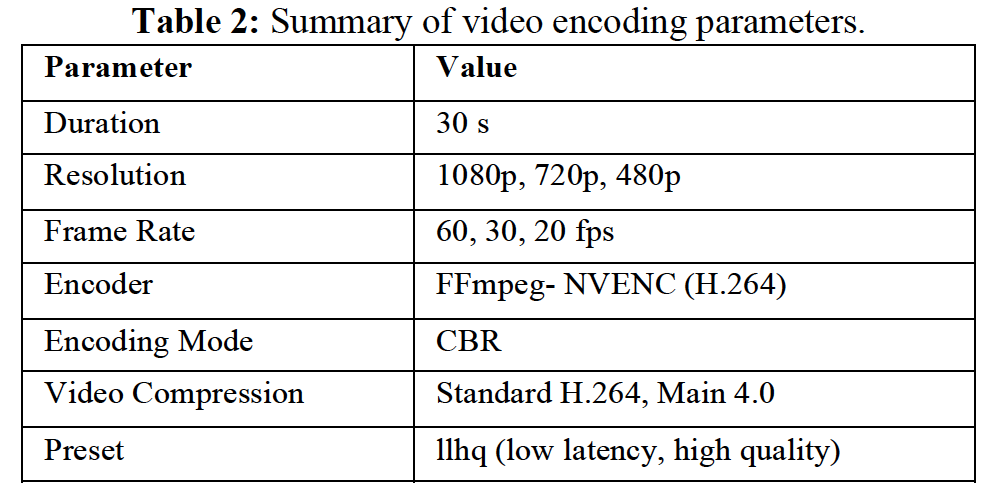 Table 2: Summary of video encoding parameters.
Parameter Value
Duration 30 s
Resolution 1080p, 720p, 480p
Frame Rate 60, 30, 20 fps
Encoder FFmpeg- NVENC (H.264)
Encoding Mode CBR
Video Compression Standard H.264, Main 4.0
Preset llhq (low latency, high quality)